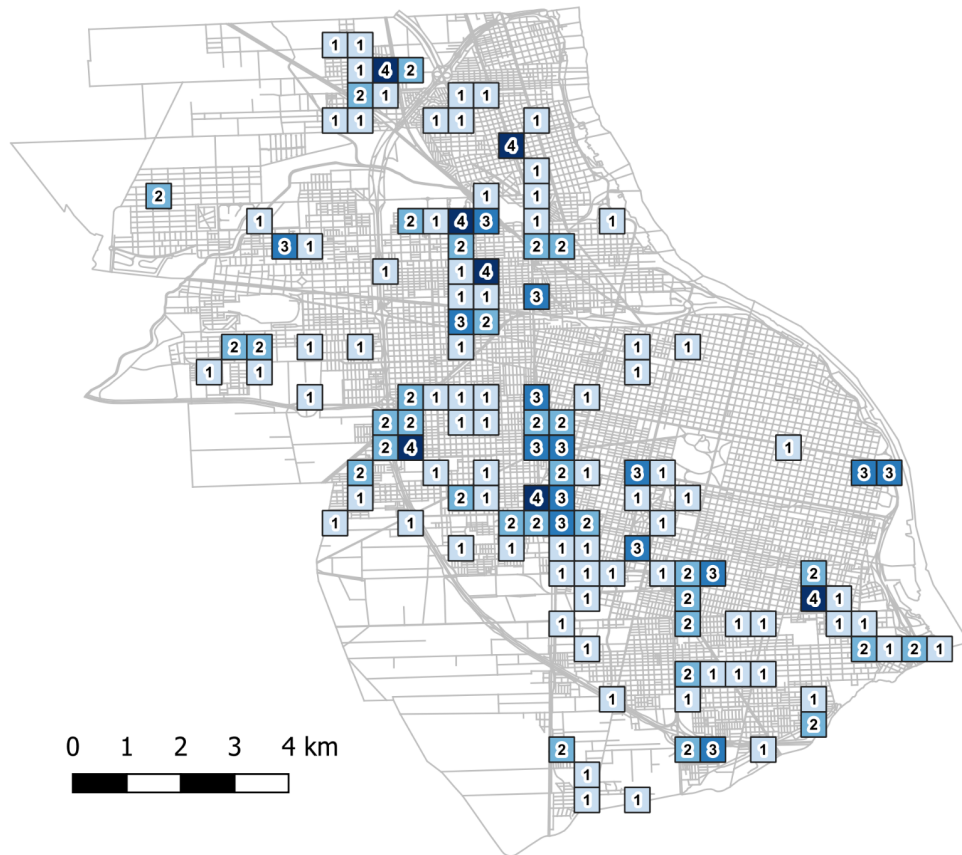 1 1
1 4 2
2 1 1 1
1 1 1 1 1
4
1
2 1 1
1 2 1 4 3 1 1
3 1 2 2 2
1 1 4
1 1 3
3 2
2 2 1 1 1 1 1
1 1 1
1 2 1 1 1 3 1
2 2 1 1 2 2
2 4 3 3 1
2 1 1 2 1 3 1 3 3
1 2 1 4 3 1 1
1 1 2 2 3 2 1
1 1 1 1 3
1 1 1 1 2 3 2
1 2 4 1
1 2 1 1 1 1
1 2 1 2 1
2 1 1 1
1 1 1
2
2 2 3 1
1
1 1
0 1 2 3 4 km